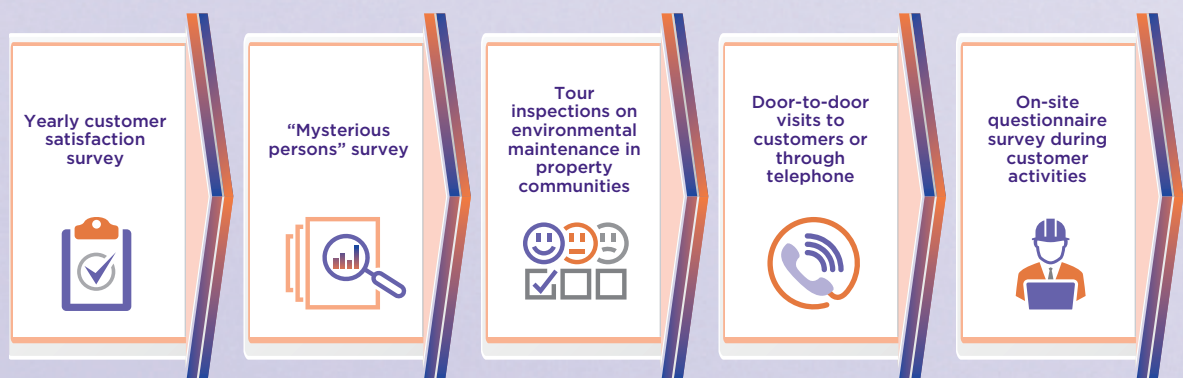 Yearly customer
satisfaction
survey
“Mysterious
persons” survey
Tour
inspections on
environmental
maintenance in
property
communities
Door-to-door
visits to
customers or
through
telephone
On-site
questionnaire
survey during
customer
activities